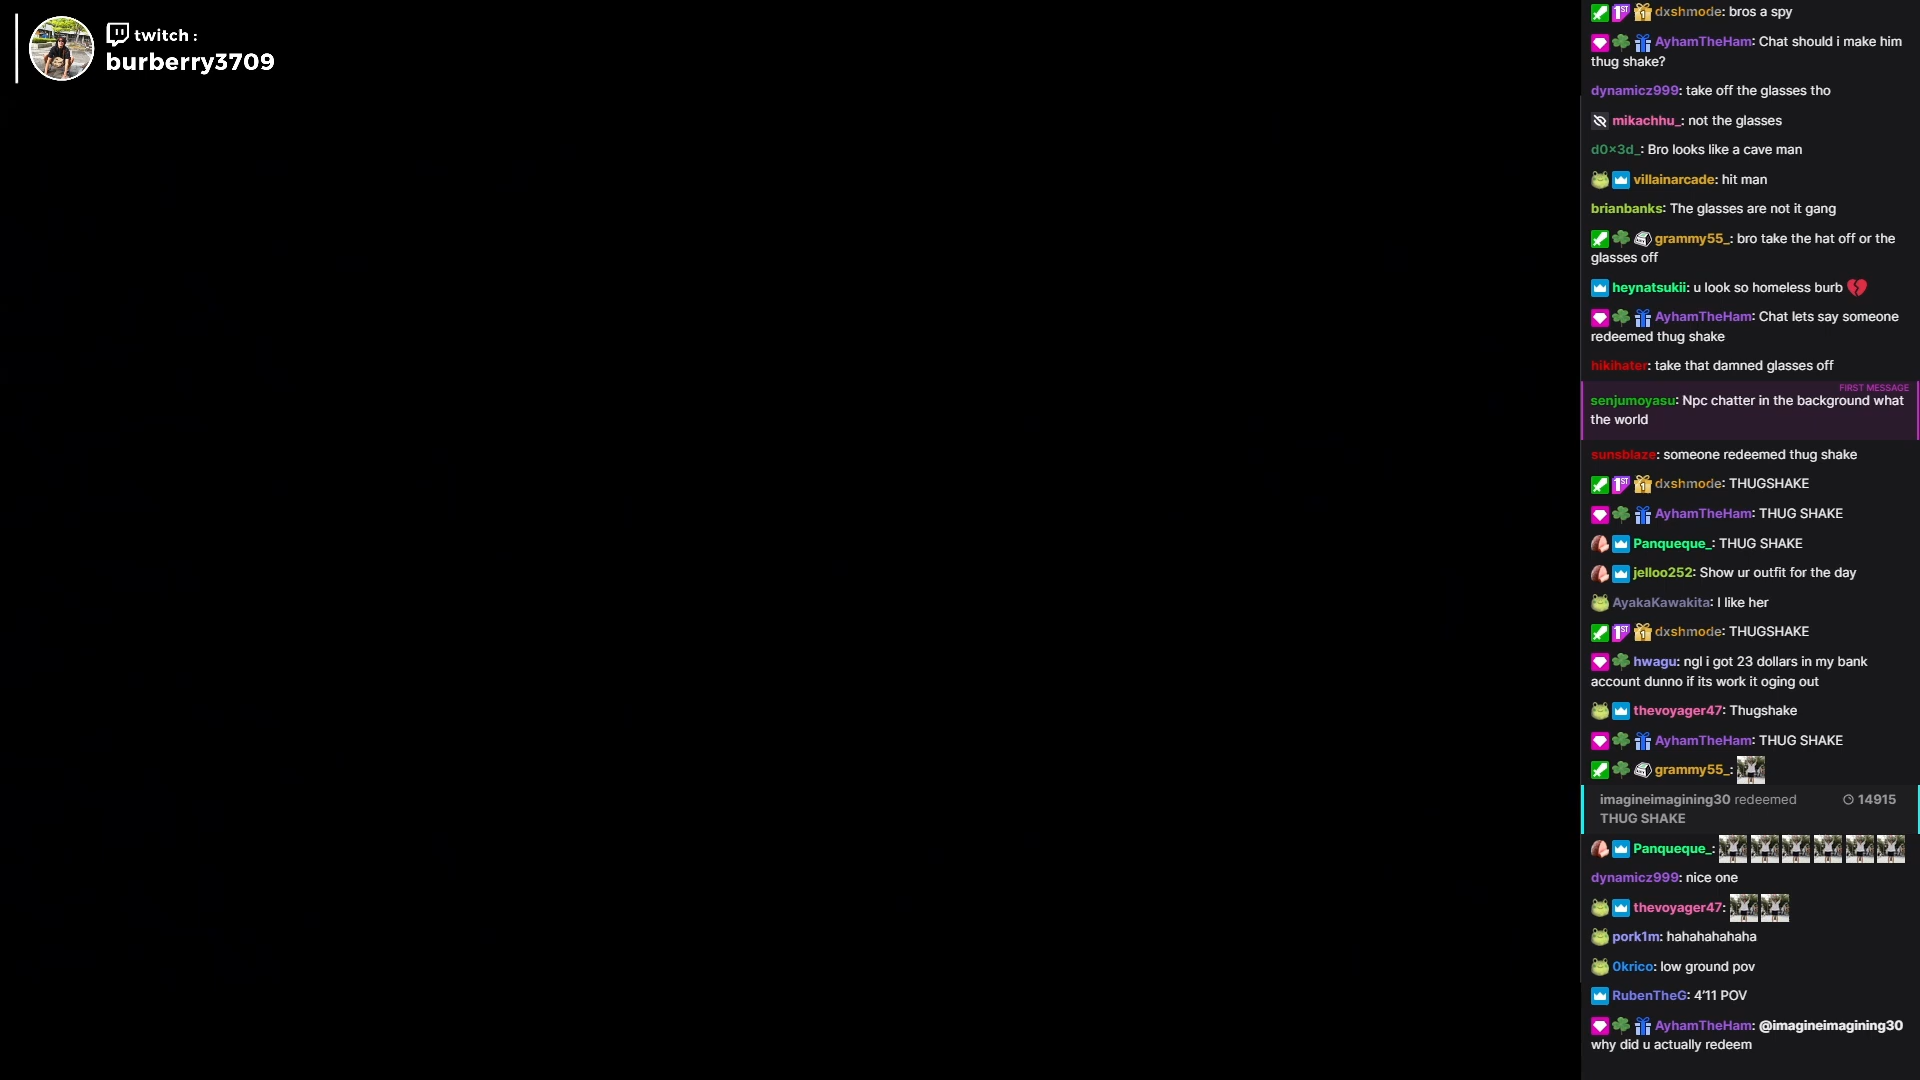 twitch :
burberry3709
dxshmode: bros a spy
AyhamTheHam: Chat should i make him
thug shake?
dynamicz999: take off the glasses tho
mikachhu_: not the glasses
d0x3d_: Bro looks like a cave man
villainarcade: hit man
brianbanks: The glasses are not it gang
grammy55_: bro take the hat off or the
glasses off
heynatsukii: u look so homeless burb 💔
AyhamTheHam: Chat lets say someone
redeemed thug shake
hikihater: take that damned glasses off
FIRST MESSAGE
senjumoyasu: Npc chatter in the background what
the world
sunsblaze: someone redeemed thug shake
dxshmode: THUGSHAKE
AyhamTheHam: THUG SHAKE
Panqueque_: THUG SHAKE
jelloo252: Show ur outfit for the day
AyakaKawakita: I like her
dxshmode: THUGSHAKE
hwagu: ngl i got 23 dollars in my bank
account dunno if its work it oging out
thevoyager47: Thugshake
AyhamTheHam: THUG SHAKE
grammy55_:
imagineimagining30 redeemed 14915
THUG SHAKE
Panqueque_:
dynamicz999: nice one
thevoyager47:
pork1m: hahahahahaha
0krico: low ground pov
RubenTheG: 4'11 POV
AyhamTheHam: @imagineimagining30
why did u actually redeem